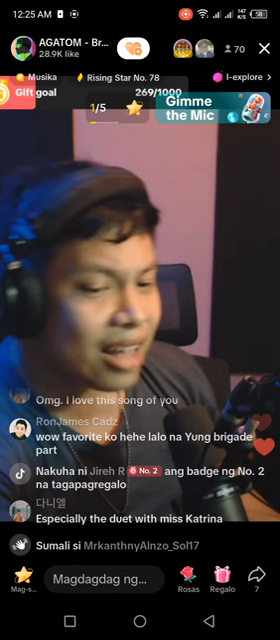 12:25 AM
147 K/S
58
AGATOM - Br...
28.9K like
70
Musika
Rising Star No. 78
I-explore >
Gift goal
269/1000
1/5
Gimme the Mic
Omg. I love this song of you
RonJames Cadz
wow favorite ko hehe lalo na Yung brigade
part
Nakuha ni Jireh R No. 2 ang badge ng No. 2
na tagapagregalo
다니엘
Especially the duet with miss Katrina
Sumali si MrkanthnyAlnzo_Sol17
Mag-s...
Magdagdag ng...
Rosas
Regalo
7